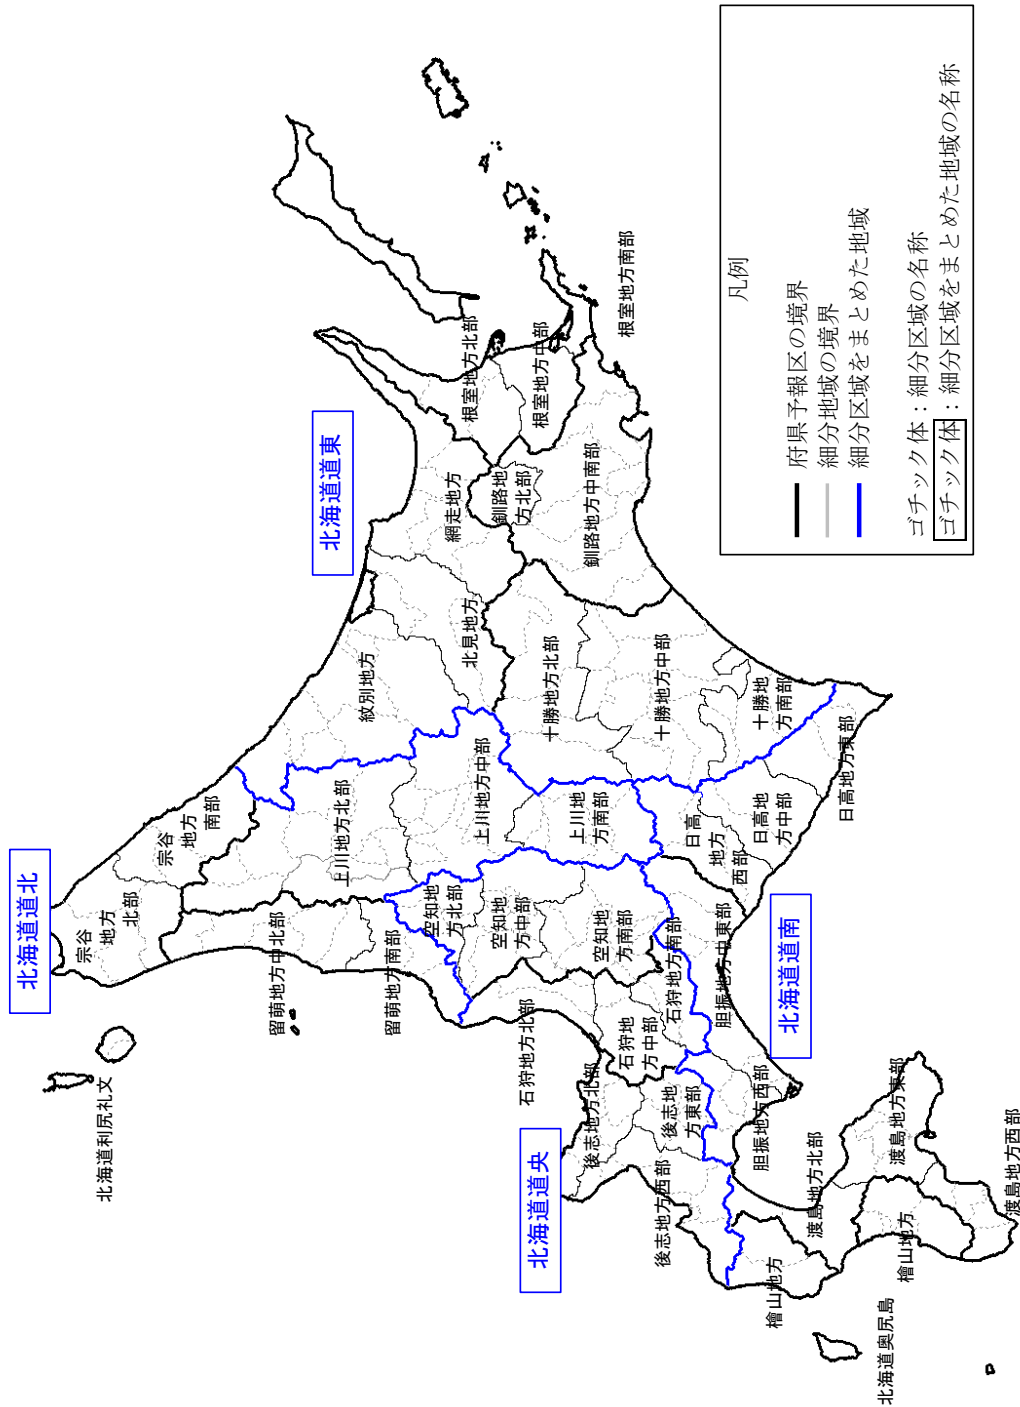 北海道道北
北海道道東
北海道道央
北海道道南
北海道利尻礼文
宗谷
地方
北部
宗谷
地方
南部
留萌地方中北部
留萌地方南部
上川地方北部
上川地方中部
上川地
方南部
空知地
方北部
空知地
方中部
空知地
方南部
石狩地方北部
石狩地
方中部
石狩地方南部
後志地方北部
後志地
方東部
後志地方西部
紋別地方
北見地方
網走地方
根室地方北部
根室地方中部
根室地方南部
釧路地
方北部
釧路地方中南部
十勝地方北部
十勝地方中部
十勝地
方南部
日高
地方
西部
日高地
方中部
日高地方東部
胆振地方中東部
胆振地方西部
渡島地方北部
渡島地方東部
渡島地方西部
檜山地方
檜山地方
北海道奥尻島
凡例
府県予報区の境界
細分地域の境界
細分区域をまとめた地域
ゴチック体：細分区域の名称
ゴチック体：細分区域をまとめた地域の名称